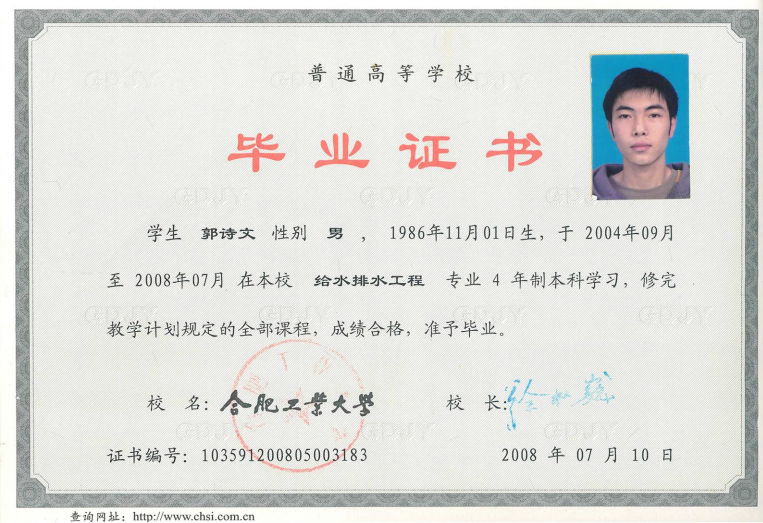 普通高等学校
毕业证书
学生 郭诗文 性别 男 ，1986年11月01日生，于 2004年09月
至 2008年07月 在本校 给水排水工程 专业 4 年制本科学习，修完
教学计划规定的全部课程，成绩合格，准予毕业。
校 名：合肥工业大学 校 长：
证书编号：103591200805003183 2008 年 07 月 10 日
查询网址：http://www.chsi.com.cn